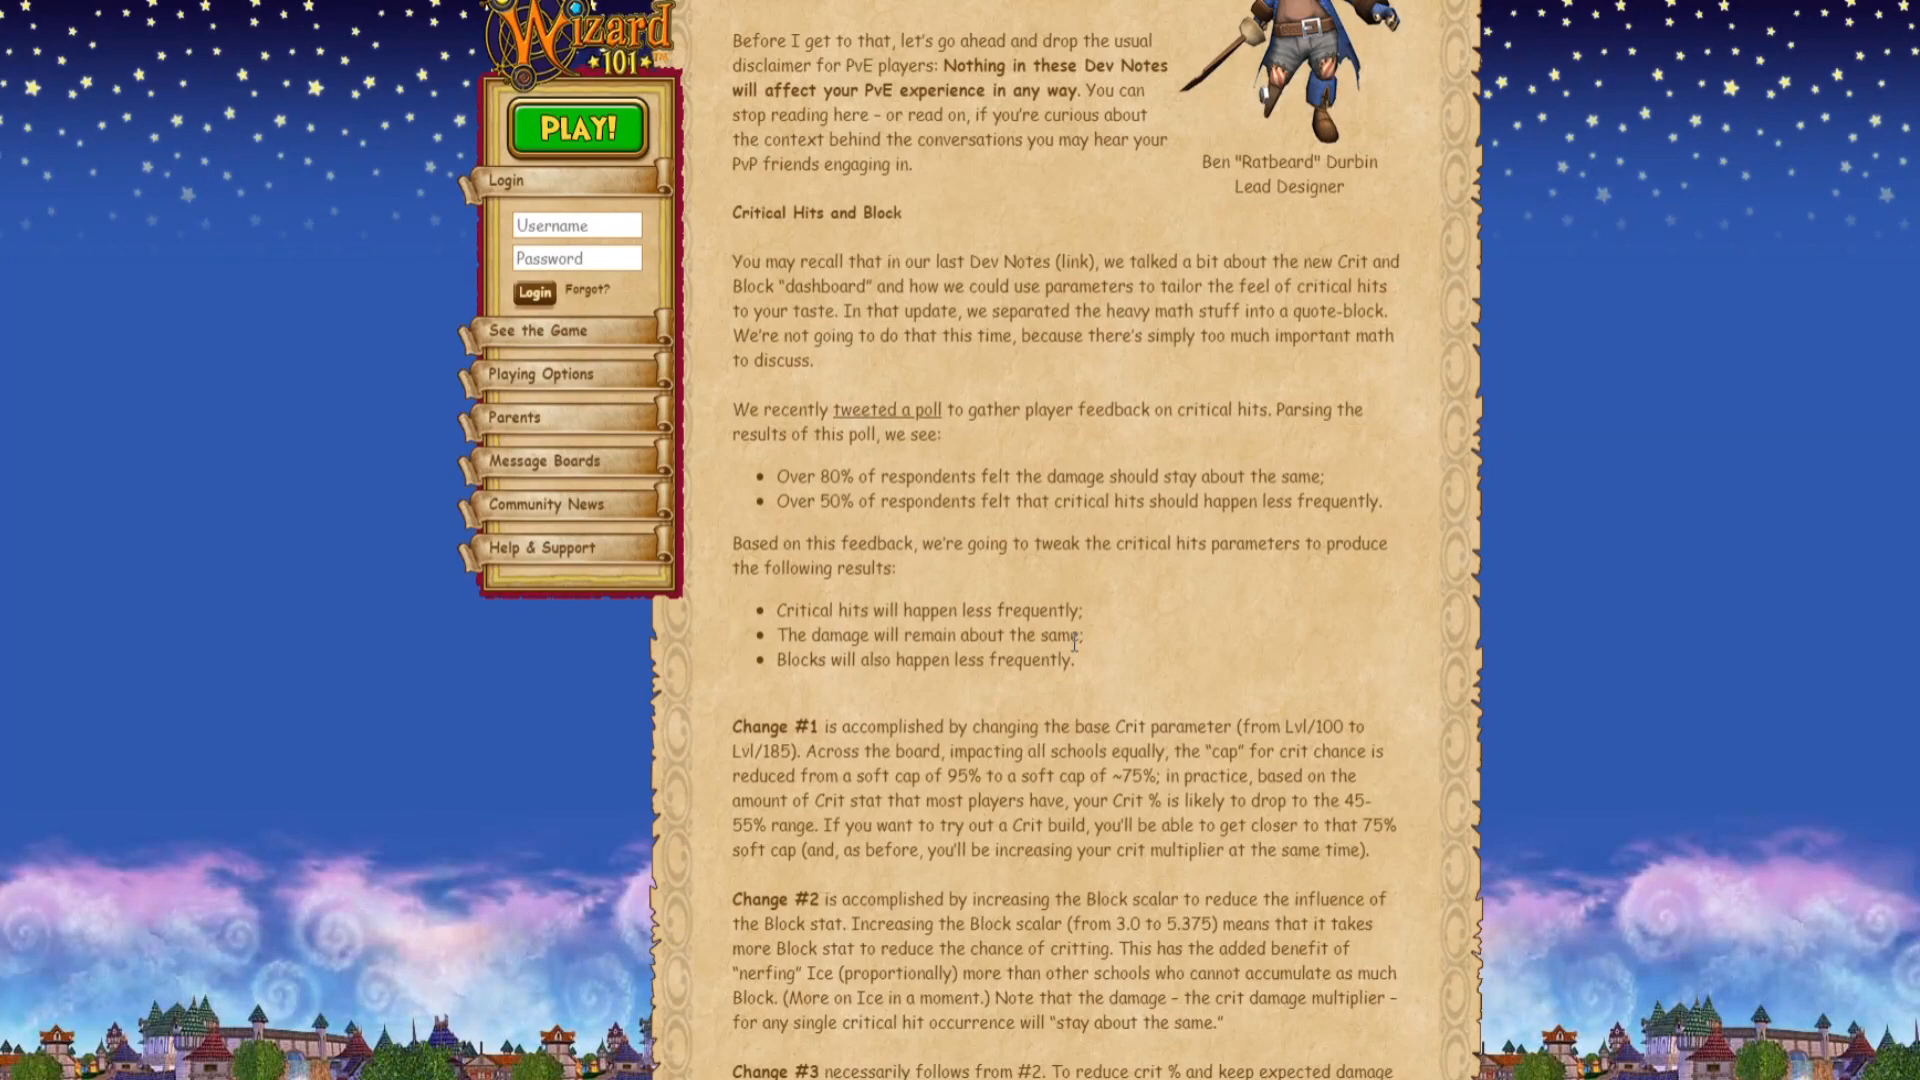 Wizard
101
PLAY!
Login
Username
Password
Login Forgot?
See the Game
Playing Options
Parents
Message Boards
Community News
Help & Support
Before I get to that, let's go ahead and drop the usual
disclaimer for PvE players: Nothing in these Dev Notes
will affect your PvE experience in any way. You can
stop reading here - or read on, if you're curious about
the context behind the conversations you may hear your
PvP friends engaging in.
Ben "Ratbeard" Durbin
Lead Designer
Critical Hits and Block
You may recall that in our last Dev Notes (link), we talked a bit about the new Crit and
Block "dashboard" and how we could use parameters to tailor the feel of critical hits
to your taste. In that update, we separated the heavy math stuff into a quote-block.
We're not going to do that this time, because there's simply too much important math
to discuss.
We recently tweeted a poll to gather player feedback on critical hits. Parsing the
results of this poll, we see:
• Over 80% of respondents felt the damage should stay about the same;
• Over 50% of respondents felt that critical hits should happen less frequently.
Based on this feedback, we're going to tweak the critical hits parameters to produce
the following results:
• Critical hits will happen less frequently;
• The damage will remain about the same;
• Blocks will also happen less frequently.
Change #1 is accomplished by changing the base Crit parameter (from Lvl/100 to
Lvl/185). Across the board, impacting all schools equally, the "cap" for crit chance is
reduced from a soft cap of 95% to a soft cap of ~75%; in practice, based on the
amount of Crit stat that most players have, your Crit % is likely to drop to the 45-
55% range. If you want to try out a Crit build, you'll be able to get closer to that 75%
soft cap (and, as before, you'll be increasing your crit multiplier at the same time).
Change #2 is accomplished by increasing the Block scalar to reduce the influence of
the Block stat. Increasing the Block scalar (from 3.0 to 5.375) means that it takes
more Block stat to reduce the chance of critting. This has the added benefit of
"nerfing" Ice (proportionally) more than other schools who cannot accumulate as much
Block. (More on Ice in a moment.) Note that the damage - the crit damage multiplier -
for any single critical hit occurrence will "stay about the same."
Change #3 necessarily follows from #2. To reduce crit % and keep expected damage